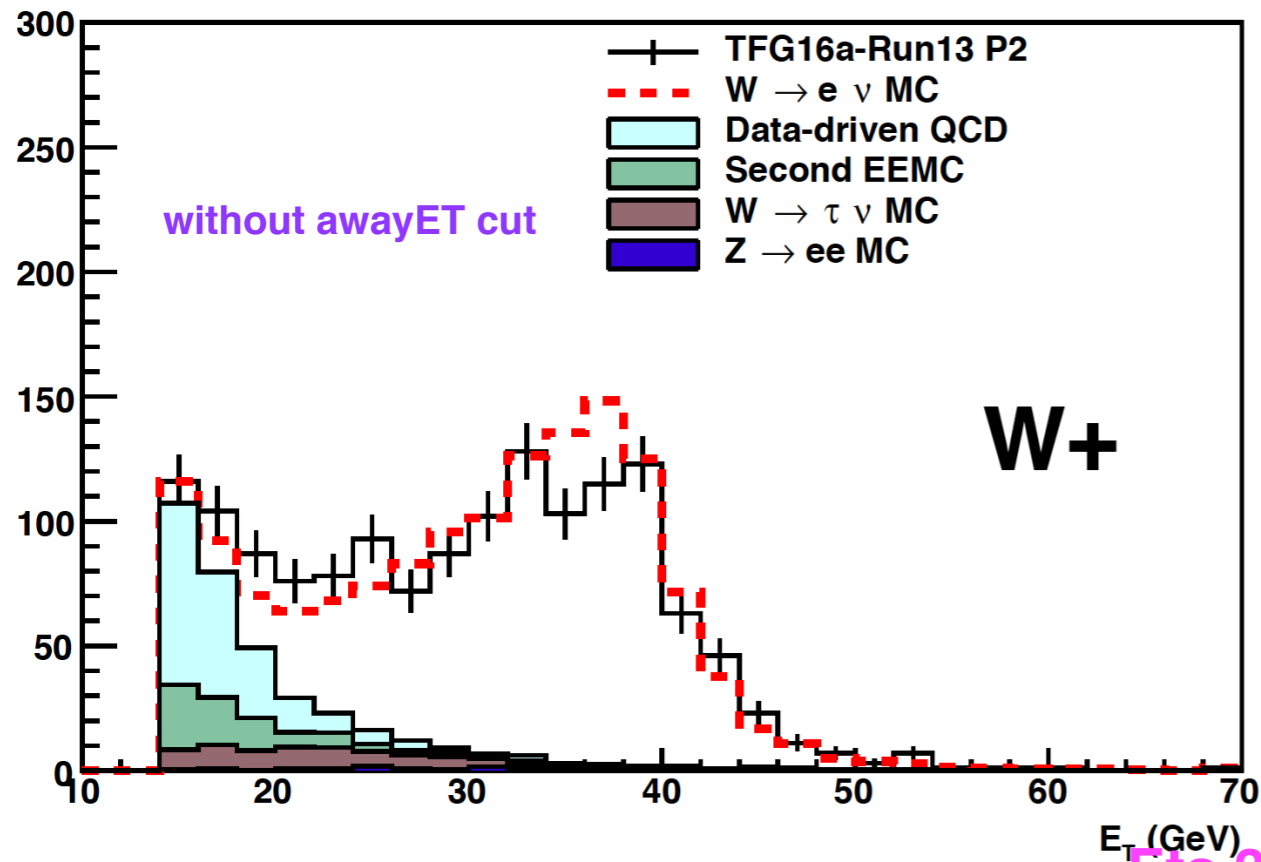 300
250
200
150
100
50
0
TFG16a-Run13 P2
W → e ν MC
Data-driven QCD
Second EEMC
W → τ ν MC
Z → ee MC
without awayET cut
W+
10 20 30 40 50 60 70
E_T (GeV)